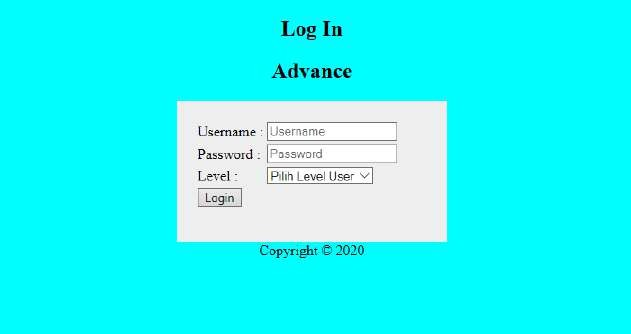 Log In
Advance
Username : Username
Password : Password
Level : Pilih Level User
Login
Copyright © 2020